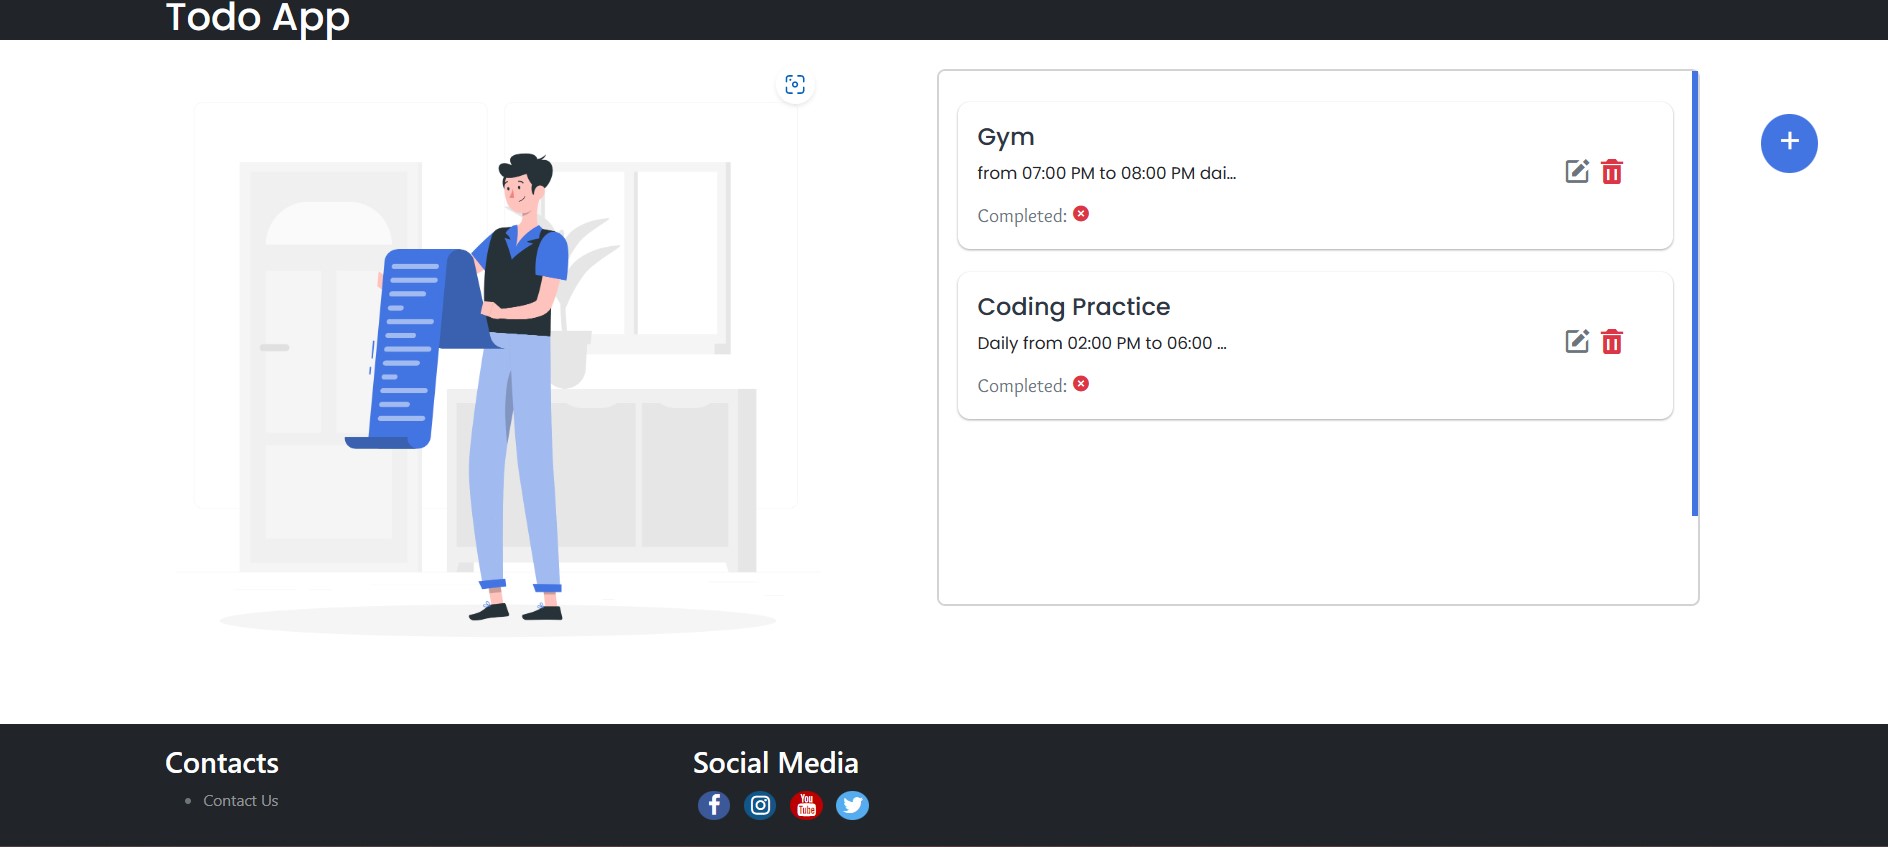 Todo App
Gym
from 07:00 PM to 08:00 PM dai...
Completed:
Coding Practice
Daily from 02:00 PM to 06:00 ...
Completed:
Contacts
Contact Us
Social Media
You
Tube